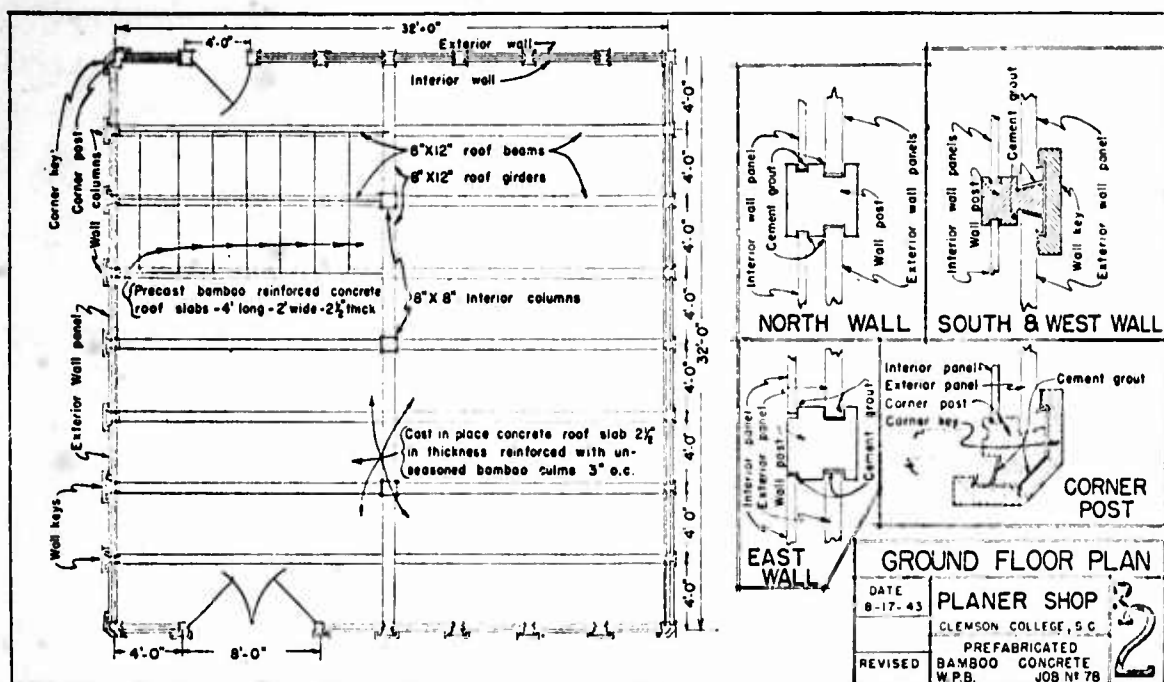 32'-0"
4'-0"
Exterior wall
Interior wall
Corner key
Corner post
Wall columns
8"X12" roof beams
8"X12" roof girders
Precast bamboo reinforced concrete
roof slabs - 4' long - 2' wide - 2½" thick
8"X 8" Interior columns
Exterior Wall panel
Cast in place concrete roof slab 2½"
in thickness reinforced with un-
seasoned bamboo culms 3" o.c.
Wall keys
4'-0"
8'-0"
4'-0"
4'-0"
4'-0"
4'-0"
4'-0"
4'-0"
4'-0"
4'-0"
32'-0"
Interior wall panel
Cement grout
Wall post
Exterior wall panels
NORTH WALL
Interior wall panels
Wall post
Cement grout
Wall key
Exterior wall panel
SOUTH & WEST WALL
Interior panel
Exterior panel
Wall post
Cement grout
EAST
WALL
Interior panel
Exterior panel
Corner post
Corner key
Cement grout
CORNER
POST
GROUND FLOOR PLAN
DATE
8-17-43
PLANER SHOP
CLEMSON COLLEGE, S.C
REVISED
PREFABRICATED
BAMBOO CONCRETE
W.P.B. JOB Nº 78
2